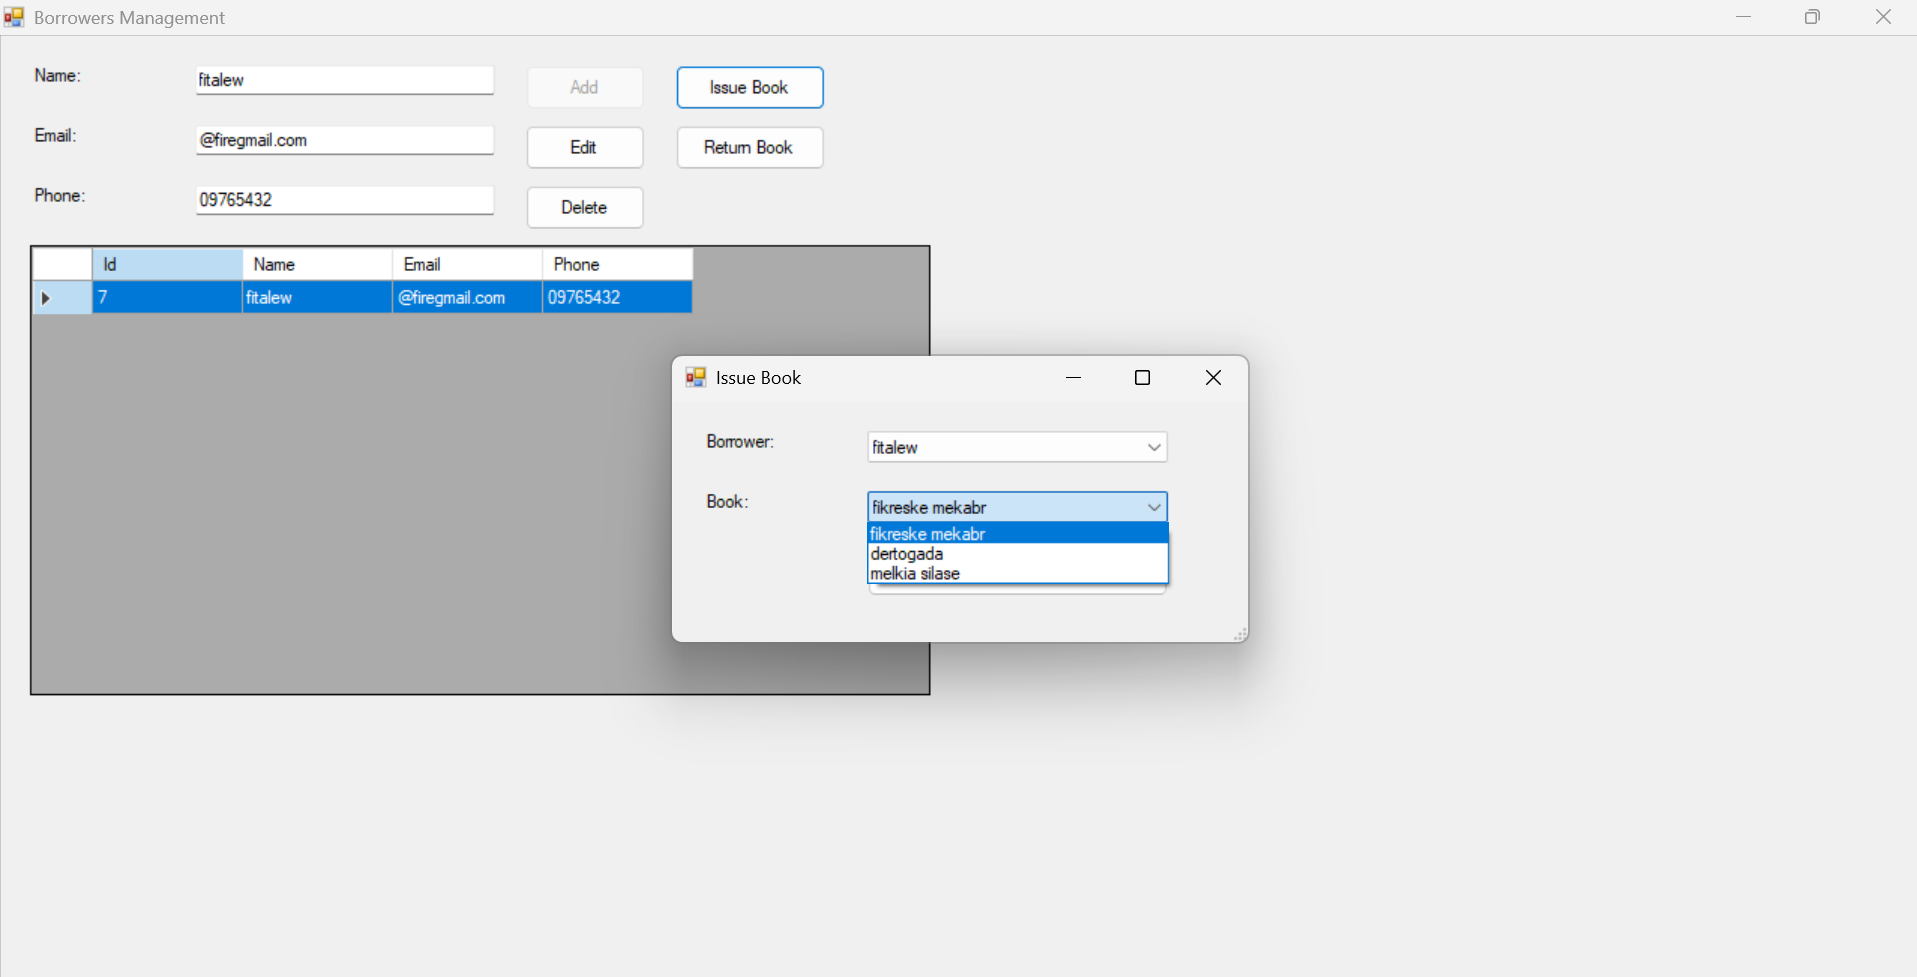 Borrowers Management
Name: fitalew Add Issue Book
Email: @firegmail.com Edit Return Book
Phone: 09765432 Delete
Id Name Email Phone
7 fitalew @firegmail.com 09765432
Issue Book
Borrower: fitalew
Book: fikreske mekabr
fikreske mekabr
dertogada
melkia silase